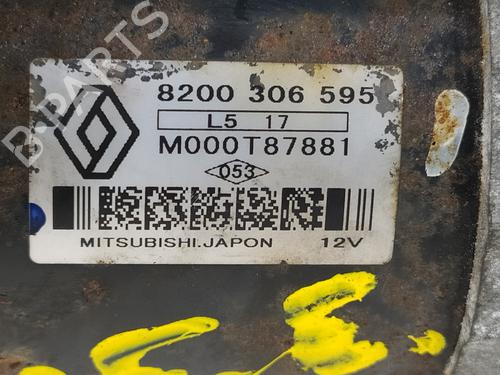 B-PARTS
8200 306 595
L5 17
M000T87881
053
MITSUBISHI.JAPON 12V